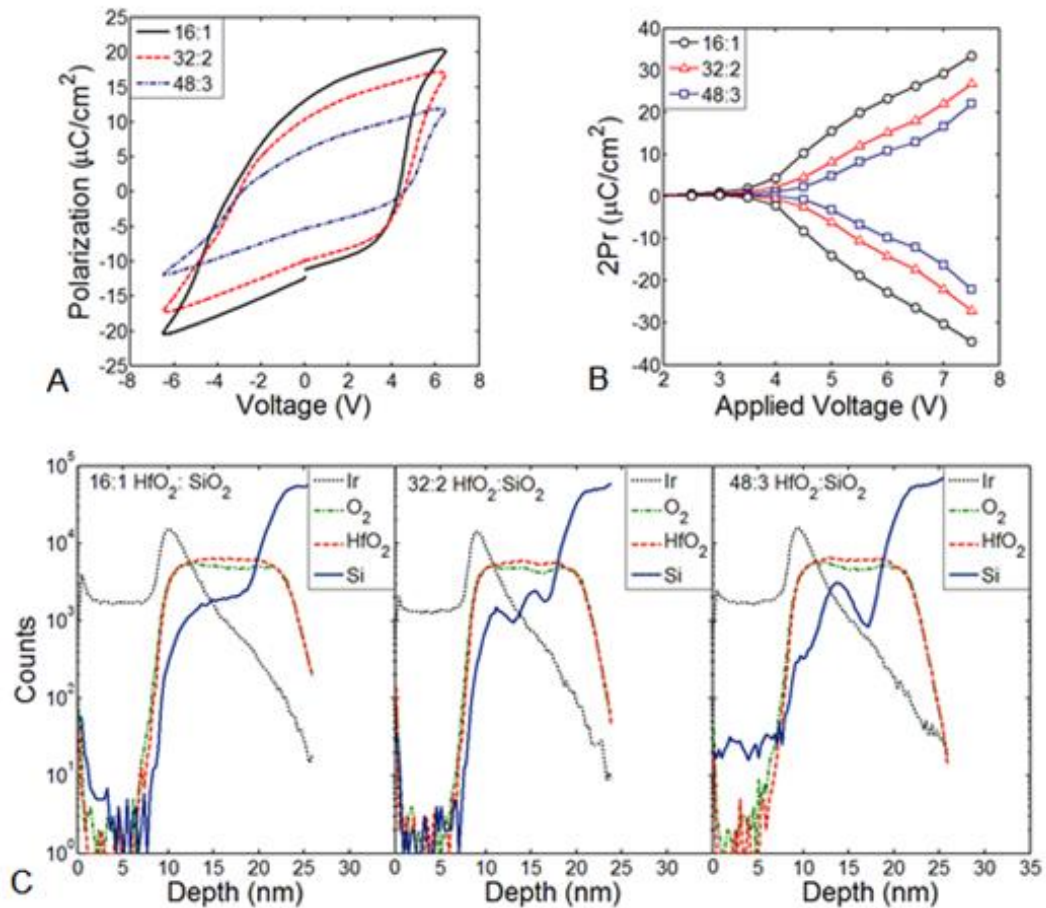 25
20
15
10
5
0
-5
-10
-15
-20
-25
Polarization (μC/cm²)
16:1
32:2
48:3
-8 -6 -4 -2 0 2 4 6 8
Voltage (V)
A
40
30
20
10
0
-10
-20
-30
-40
2Pr (μC/cm²)
16:1
32:2
48:3
2 3 4 5 6 7 8
Applied Voltage (V)
B
10⁵
10⁴
10³
10²
10¹
10⁰
Counts
16:1 HfO₂: SiO₂
Ir
O₂
HfO₂
Si
0 5 10 15 20 25 30
Depth (nm)
32:2 HfO₂:SiO₂
Ir
O₂
HfO₂
Si
0 5 10 15 20 25 30
Depth (nm)
48:3 HfO₂:SiO₂
Ir
O₂
HfO₂
Si
0 5 10 15 20 25 30 35
Depth (nm)
C